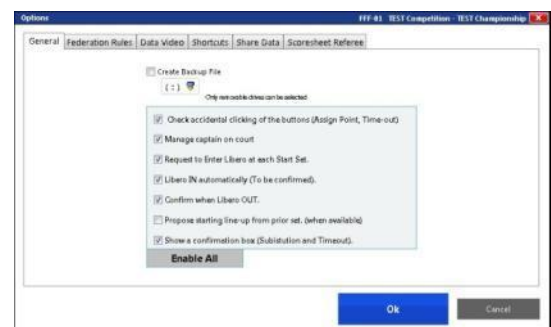 Options
FFF-01 TEST Competition - TEST Championship
General Federation Rules Data Video Shortcuts Share Data Scoresheet Referee
Create Backup File
( : )
Only removable drives can be selected
Check accidental clicking of the buttons (Assign Point, Time-out)
Manage captain on court
Request to Enter Libero at each Start Set.
Libero IN automatically (To be confirmed).
Confirm when Libero OUT.
Propose starting line-up from prior set. (when available)
Show a confirmation box (Subistution and Timeout).
Enable All
Ok Cancel